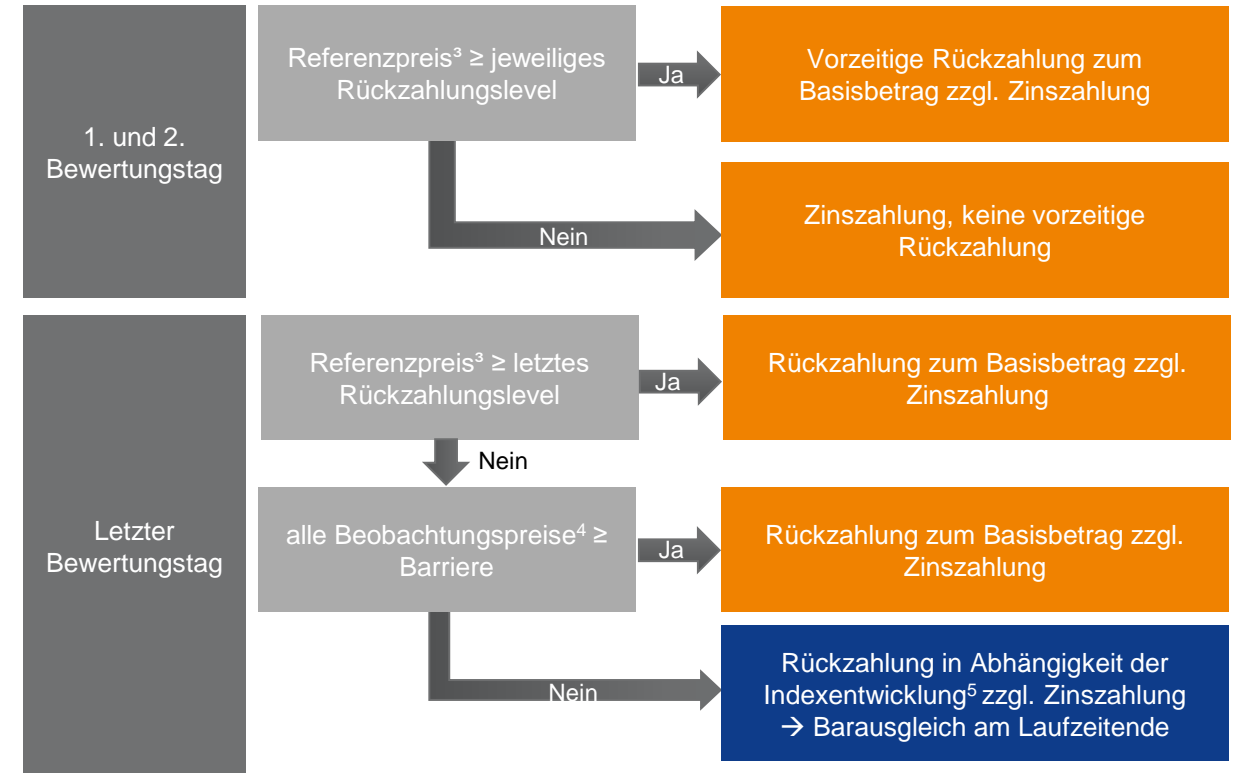 1. und 2.
Bewertungstag
Referenzpreis³ ≥ jeweiliges
Rückzahlungslevel
Ja
Vorzeitige Rückzahlung zum
Basisbetrag zzgl. Zinszahlung
Nein
Zinszahlung, keine vorzeitige
Rückzahlung
Letzter
Bewertungstag
Referenzpreis³ ≥ letztes
Rückzahlungslevel
Ja
Rückzahlung zum Basisbetrag zzgl.
Zinszahlung
Nein
alle Beobachtungspreise⁴ ≥
Barriere
Ja
Rückzahlung zum Basisbetrag zzgl.
Zinszahlung
Nein
Rückzahlung in Abhängigkeit der
Indexentwicklung⁵ zzgl. Zinszahlung
→ Barausgleich am Laufzeitende